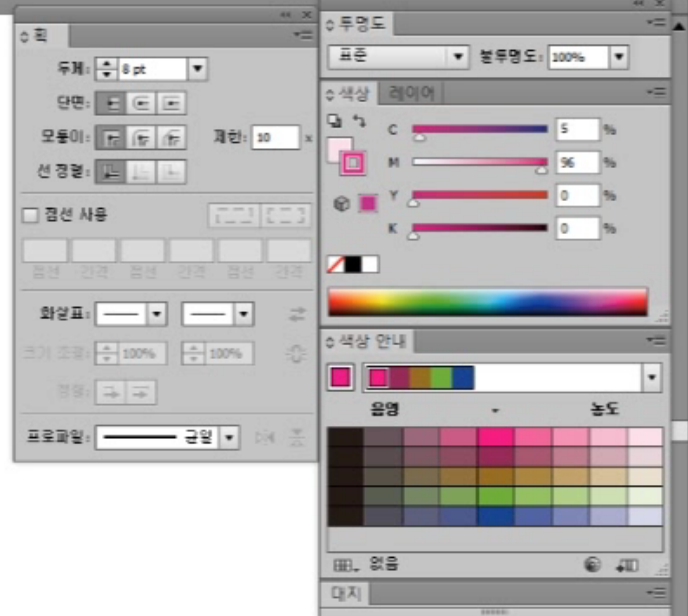 획
두께: 8 pt
단면:
모퉁이: 제한: 10 x
선 정렬:
점선 사용
점선 간격 점선 간격 점선 간격
화살표:
크기 조절: 100% 100%
정렬:
프로파일: 균일
투명도
표준 불투명도: 100%
색상 레이어
C 5 %
M 96 %
Y 0 %
K 0 %
색상 안내
음영 농도
없음
대지